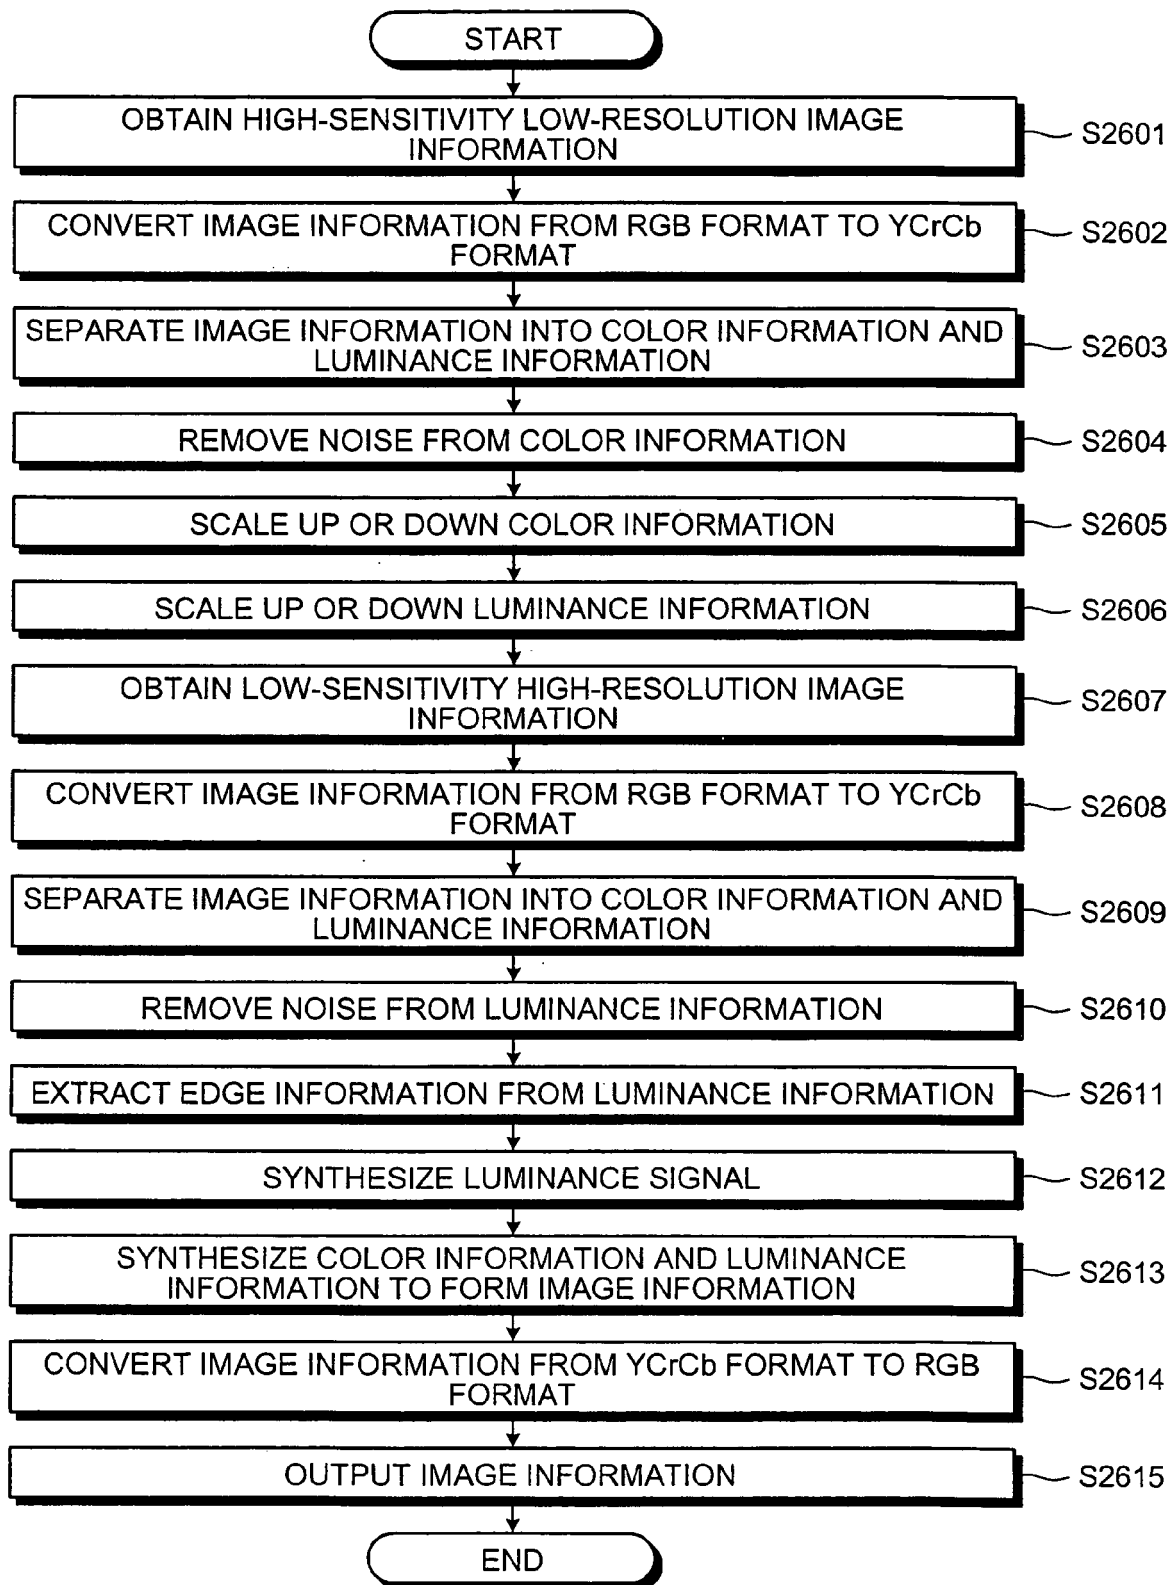 START
OBTAIN HIGH-SENSITIVITY LOW-RESOLUTION IMAGE
INFORMATION
S2601
CONVERT IMAGE INFORMATION FROM RGB FORMAT TO YCrCb
FORMAT
S2602
SEPARATE IMAGE INFORMATION INTO COLOR INFORMATION AND
LUMINANCE INFORMATION
S2603
REMOVE NOISE FROM COLOR INFORMATION
S2604
SCALE UP OR DOWN COLOR INFORMATION
S2605
SCALE UP OR DOWN LUMINANCE INFORMATION
S2606
OBTAIN LOW-SENSITIVITY HIGH-RESOLUTION IMAGE
INFORMATION
S2607
CONVERT IMAGE INFORMATION FROM RGB FORMAT TO YCrCb
FORMAT
S2608
SEPARATE IMAGE INFORMATION INTO COLOR INFORMATION AND
LUMINANCE INFORMATION
S2609
REMOVE NOISE FROM LUMINANCE INFORMATION
S2610
EXTRACT EDGE INFORMATION FROM LUMINANCE INFORMATION
S2611
SYNTHESIZE LUMINANCE SIGNAL
S2612
SYNTHESIZE COLOR INFORMATION AND LUMINANCE
INFORMATION TO FORM IMAGE INFORMATION
S2613
CONVERT IMAGE INFORMATION FROM YCrCb FORMAT TO RGB
FORMAT
S2614
OUTPUT IMAGE INFORMATION
S2615
END